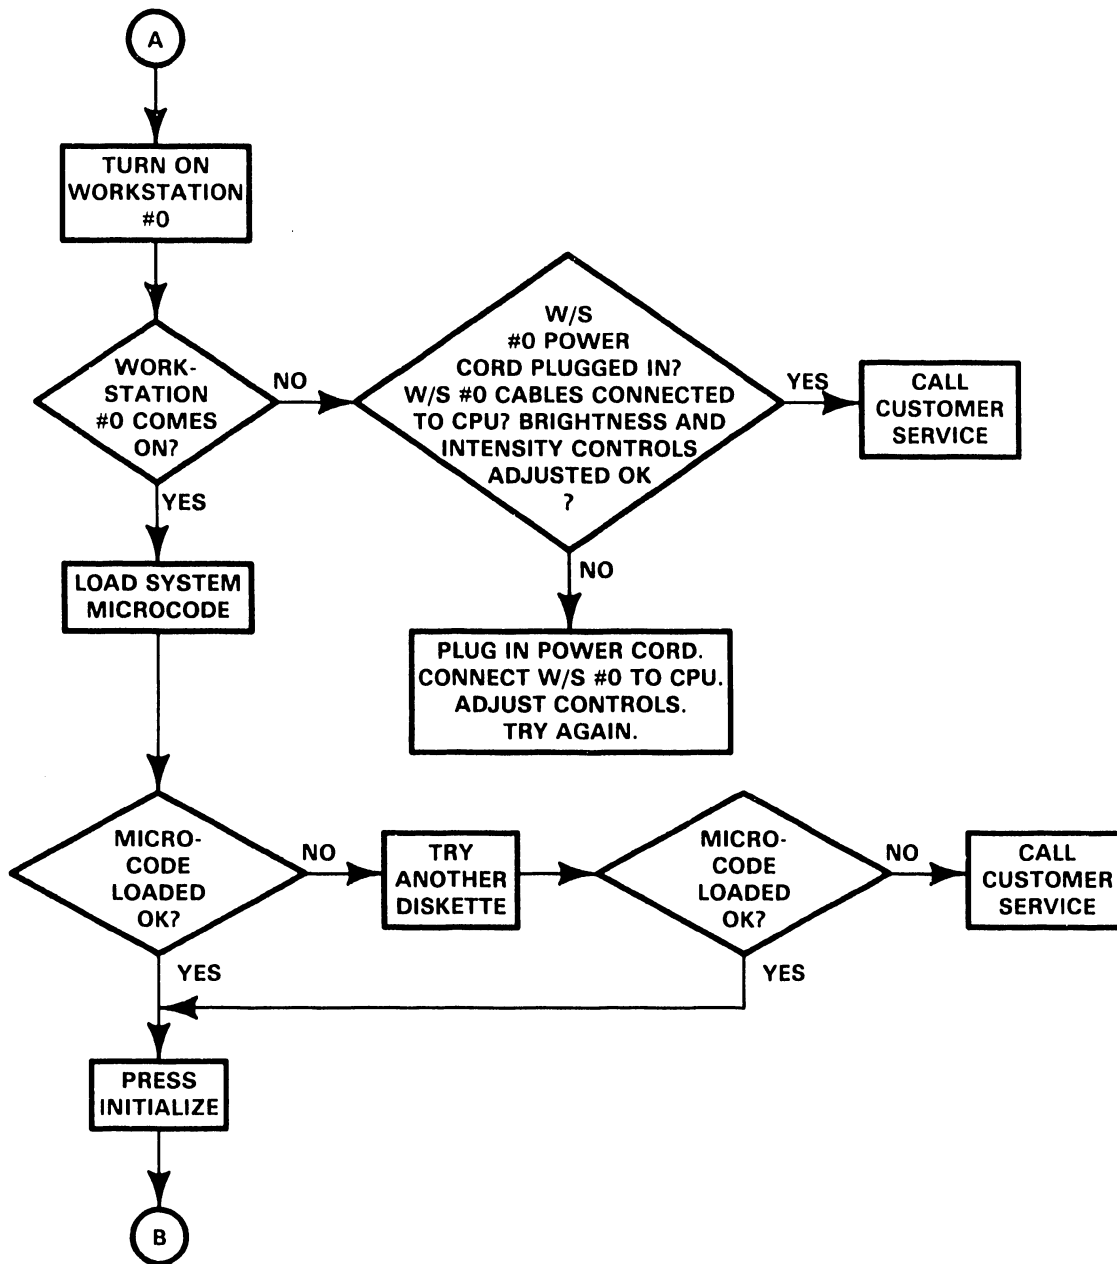 A
TURN ON
WORKSTATION
#0
WORK-
STATION
#0 COMES
ON?
NO
W/S
#0 POWER
CORD PLUGGED IN?
W/S #0 CABLES CONNECTED
TO CPU? BRIGHTNESS AND
INTENSITY CONTROLS
ADJUSTED OK
?
YES
CALL
CUSTOMER
SERVICE
YES
NO
LOAD SYSTEM
MICROCODE
PLUG IN POWER CORD.
CONNECT W/S #0 TO CPU.
ADJUST CONTROLS.
TRY AGAIN.
MICRO-
CODE
LOADED
OK?
NO
TRY
ANOTHER
DISKETTE
MICRO-
CODE
LOADED
OK?
NO
CALL
CUSTOMER
SERVICE
YES
YES
PRESS
INITIALIZE
B